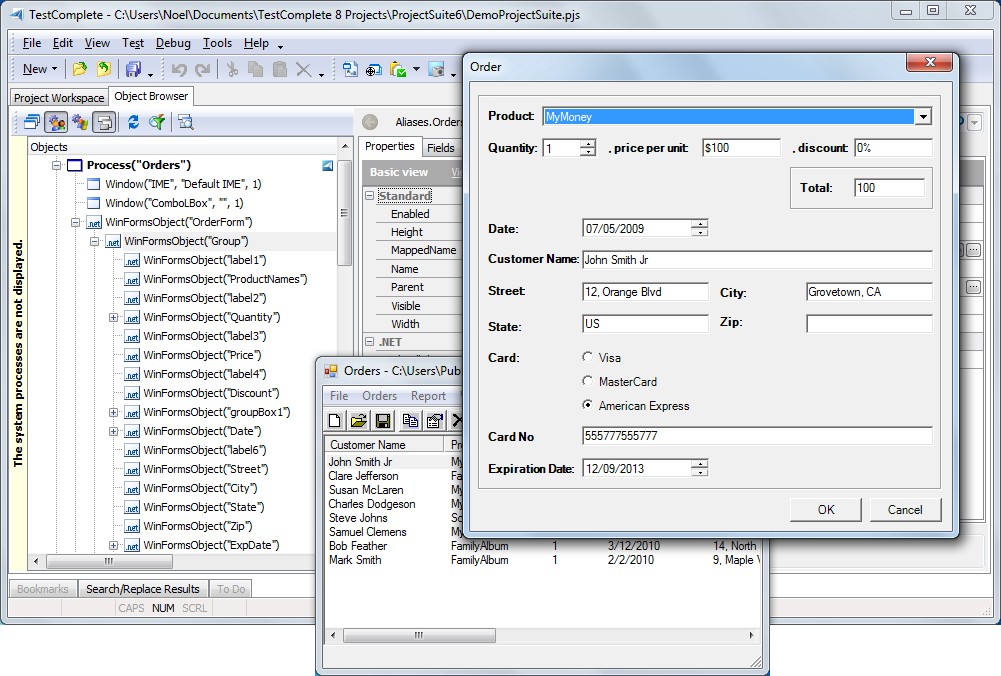 TestComplete - C:\Users\Noel\Documents\TestComplete 8 Projects\ProjectSuite6\DemoProjectSuite.pjs
File Edit View Test Debug Tools Help
New
Project Workspace Object Browser
The system processes are not displayed.
Objects
Process("Orders")
Window("IME", "Default IME", 1)
Window("ComboLBox", "", 1)
WinFormsObject("OrderForm")
WinFormsObject("Group")
WinFormsObject("label1")
WinFormsObject("ProductNames")
WinFormsObject("label2")
WinFormsObject("Quantity")
WinFormsObject("label3")
WinFormsObject("Price")
WinFormsObject("label4")
WinFormsObject("Discount")
WinFormsObject("groupBox1")
WinFormsObject("Date")
WinFormsObject("label6")
WinFormsObject("Street")
WinFormsObject("City")
WinFormsObject("State")
WinFormsObject("Zip")
WinFormsObject("ExpDate")
Aliases.Orders
Properties Fields
Basic view
Standard
Enabled
Height
MappedName
Name
Parent
Visible
Width
.NET
Bookmarks Search/Replace Results To Do
CAPS NUM SCRL
Order
Product: MyMoney
Quantity: 1 . price per unit: $100 . discount: 0%
Total: 100
Date: 07/05/2009
Customer Name: John Smith Jr
Street: 12, Orange Blvd City: Grovetown, CA
State: US Zip:
Card: Visa
MasterCard
American Express
Card No 555777555777
Expiration Date: 12/09/2013
OK Cancel
Orders - C:\Users\Pub
File Orders Report
Customer Name
John Smith Jr My
Clare Jefferson
Susan McLaren My
Charles Dodgeson My
Steve Johns
Samuel Clemens My
Bob Feather FamilyAlbum 1 3/12/2010 14, North
Mark Smith FamilyAlbum 1 2/2/2010 9, Maple